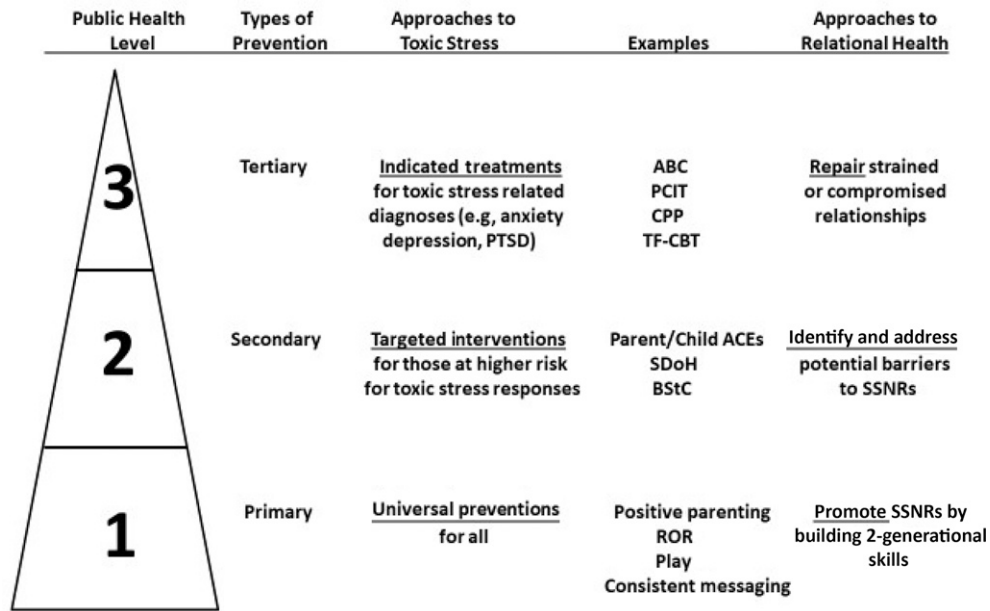 Public Health Level
Types of Prevention
Approaches to Toxic Stress
Examples
Approaches to Relational Health
3
Tertiary
Indicated treatments
for toxic stress related
diagnoses (e.g, anxiety
depression, PTSD)
ABC
PCIT
CPP
TF-CBT
Repair strained
or compromised
relationships
2
Secondary
Targeted interventions
for those at higher risk
for toxic stress responses
Parent/Child ACEs
SDoH
BStC
Identify and address
potential barriers
to SSNRs
1
Primary
Universal preventions
for all
Positive parenting
ROR
Play
Consistent messaging
Promote SSNRs by
building 2-generational
skills